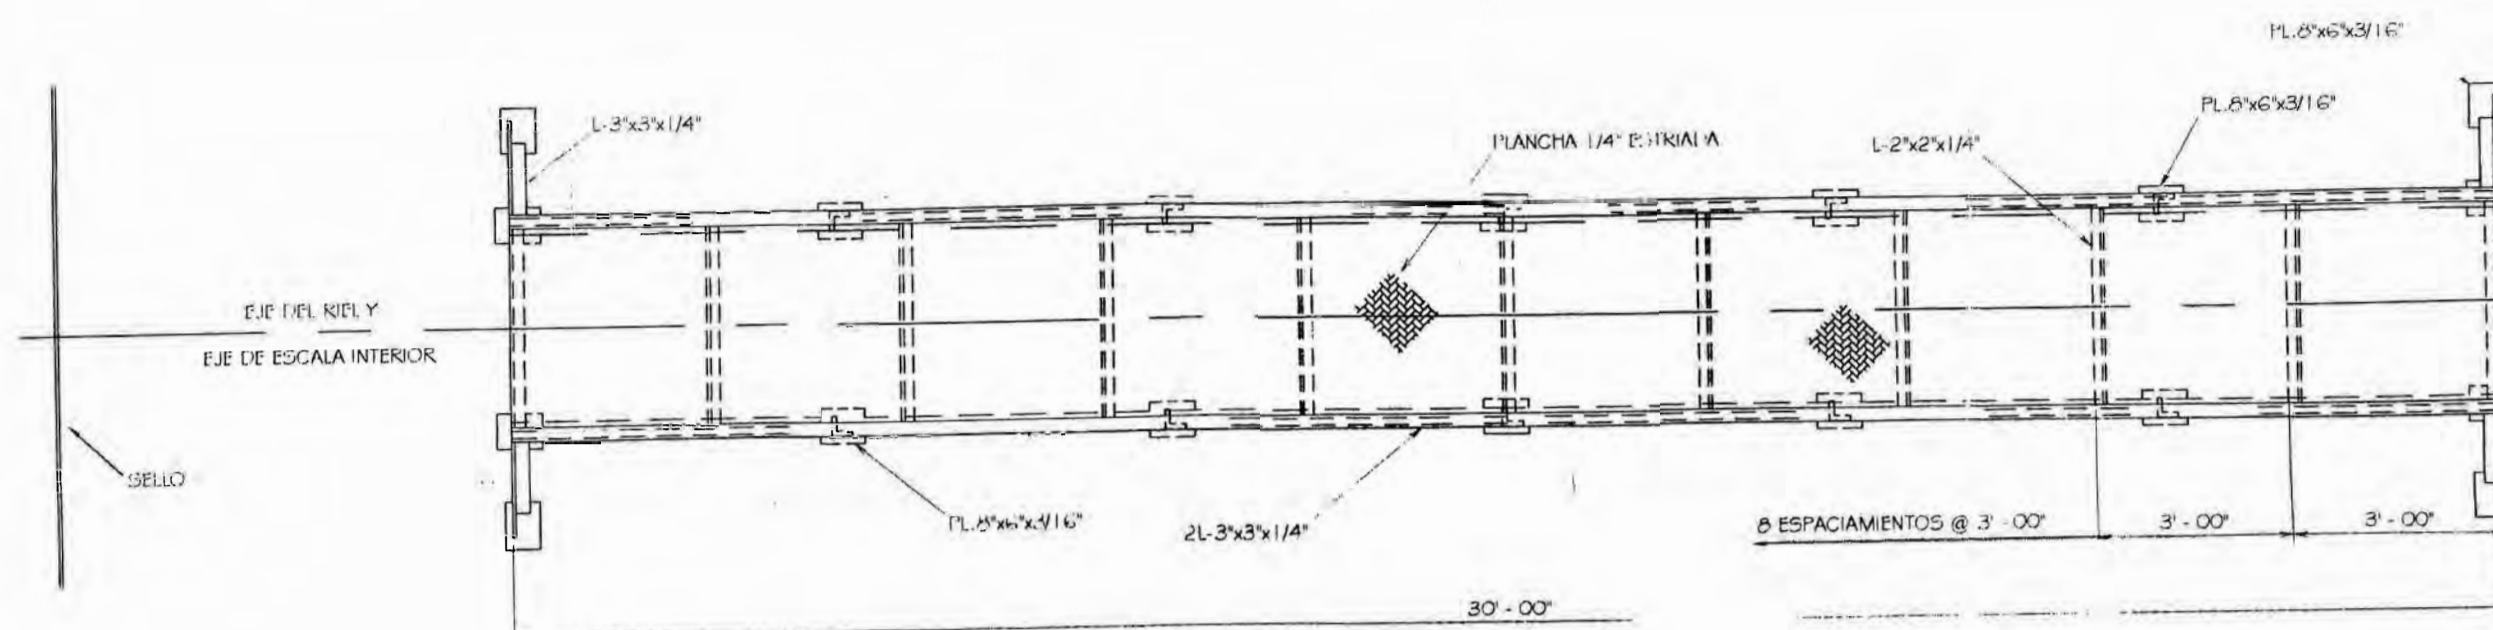 PL.8"x6"x3/16"
PL.8"x6"x3/16"
L-3"x3"x1/4"
PLANCHA 1/4" ESTRIADA
L-2"x2"x1/4"
EJE DEL RIEL Y
EJE DE ESCALA INTERIOR
SELLO
PL.8"x6"x3/16"
2L-3"x3"x1/4"
8 ESPACIAMIENTOS @ 3' - 00"
3' - 00"
3' - 00"
30' - 00"